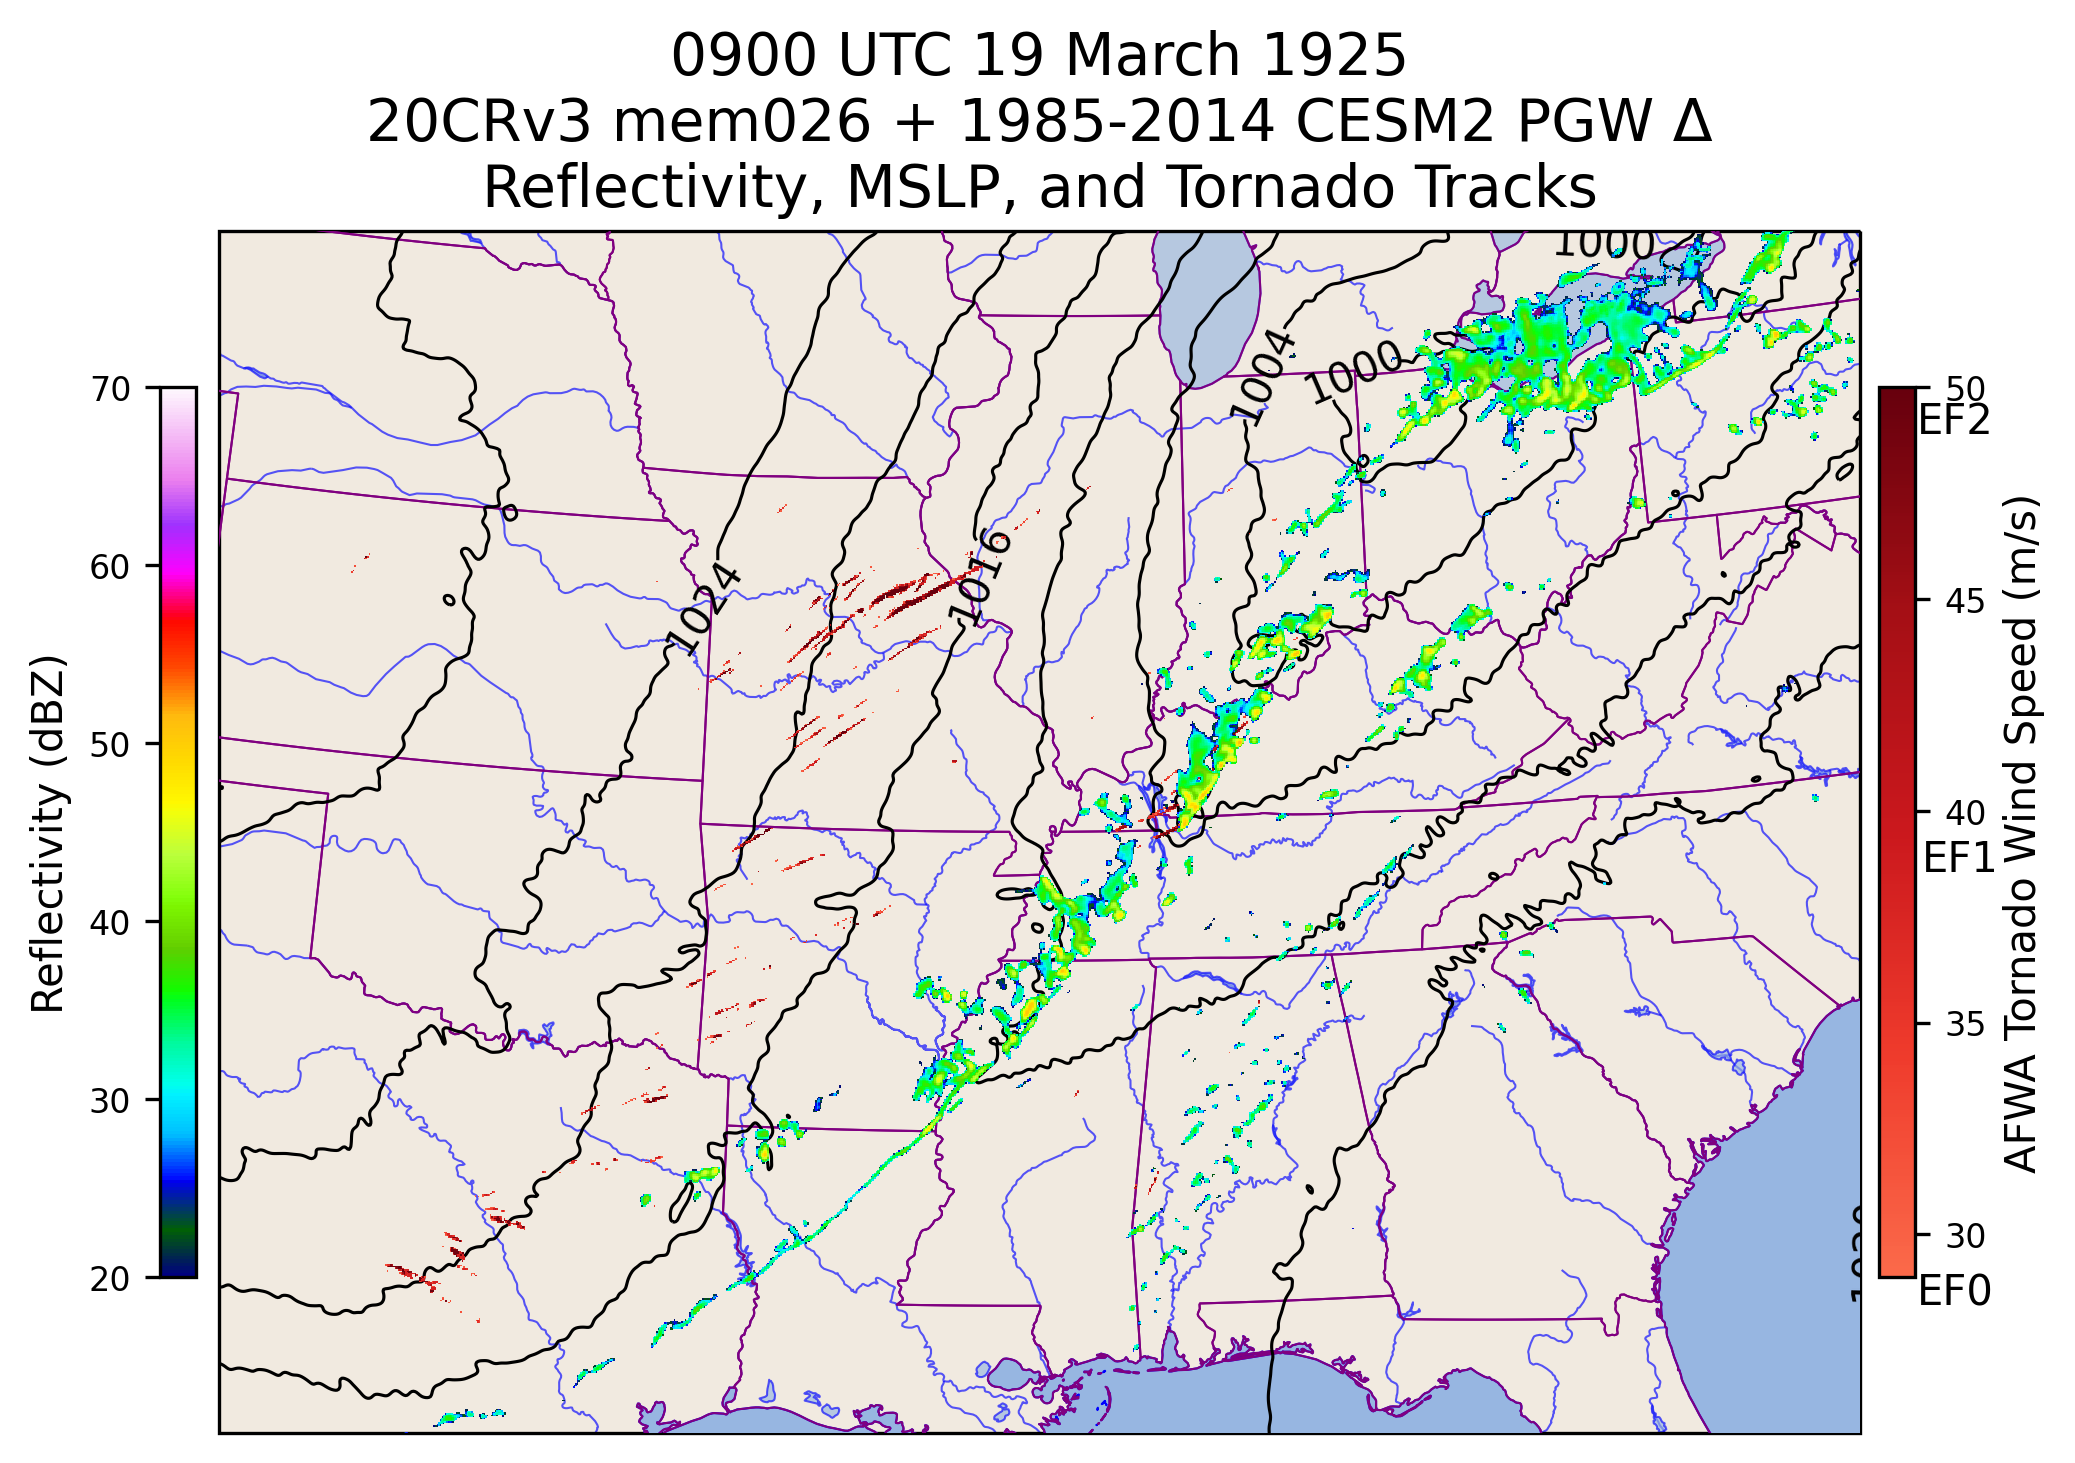 0900 UTC 19 March 1925
20CRv3 mem026 + 1985-2014 CESM2 PGW Δ
Reflectivity, MSLP, and Tornado Tracks
1000
1004
1000
1016
1024
1020
70
60
50
40
30
20
Reflectivity (dBZ)
50
EF2
45
40
EF1
35
30
EF0
AFWA Tornado Wind Speed (m/s)